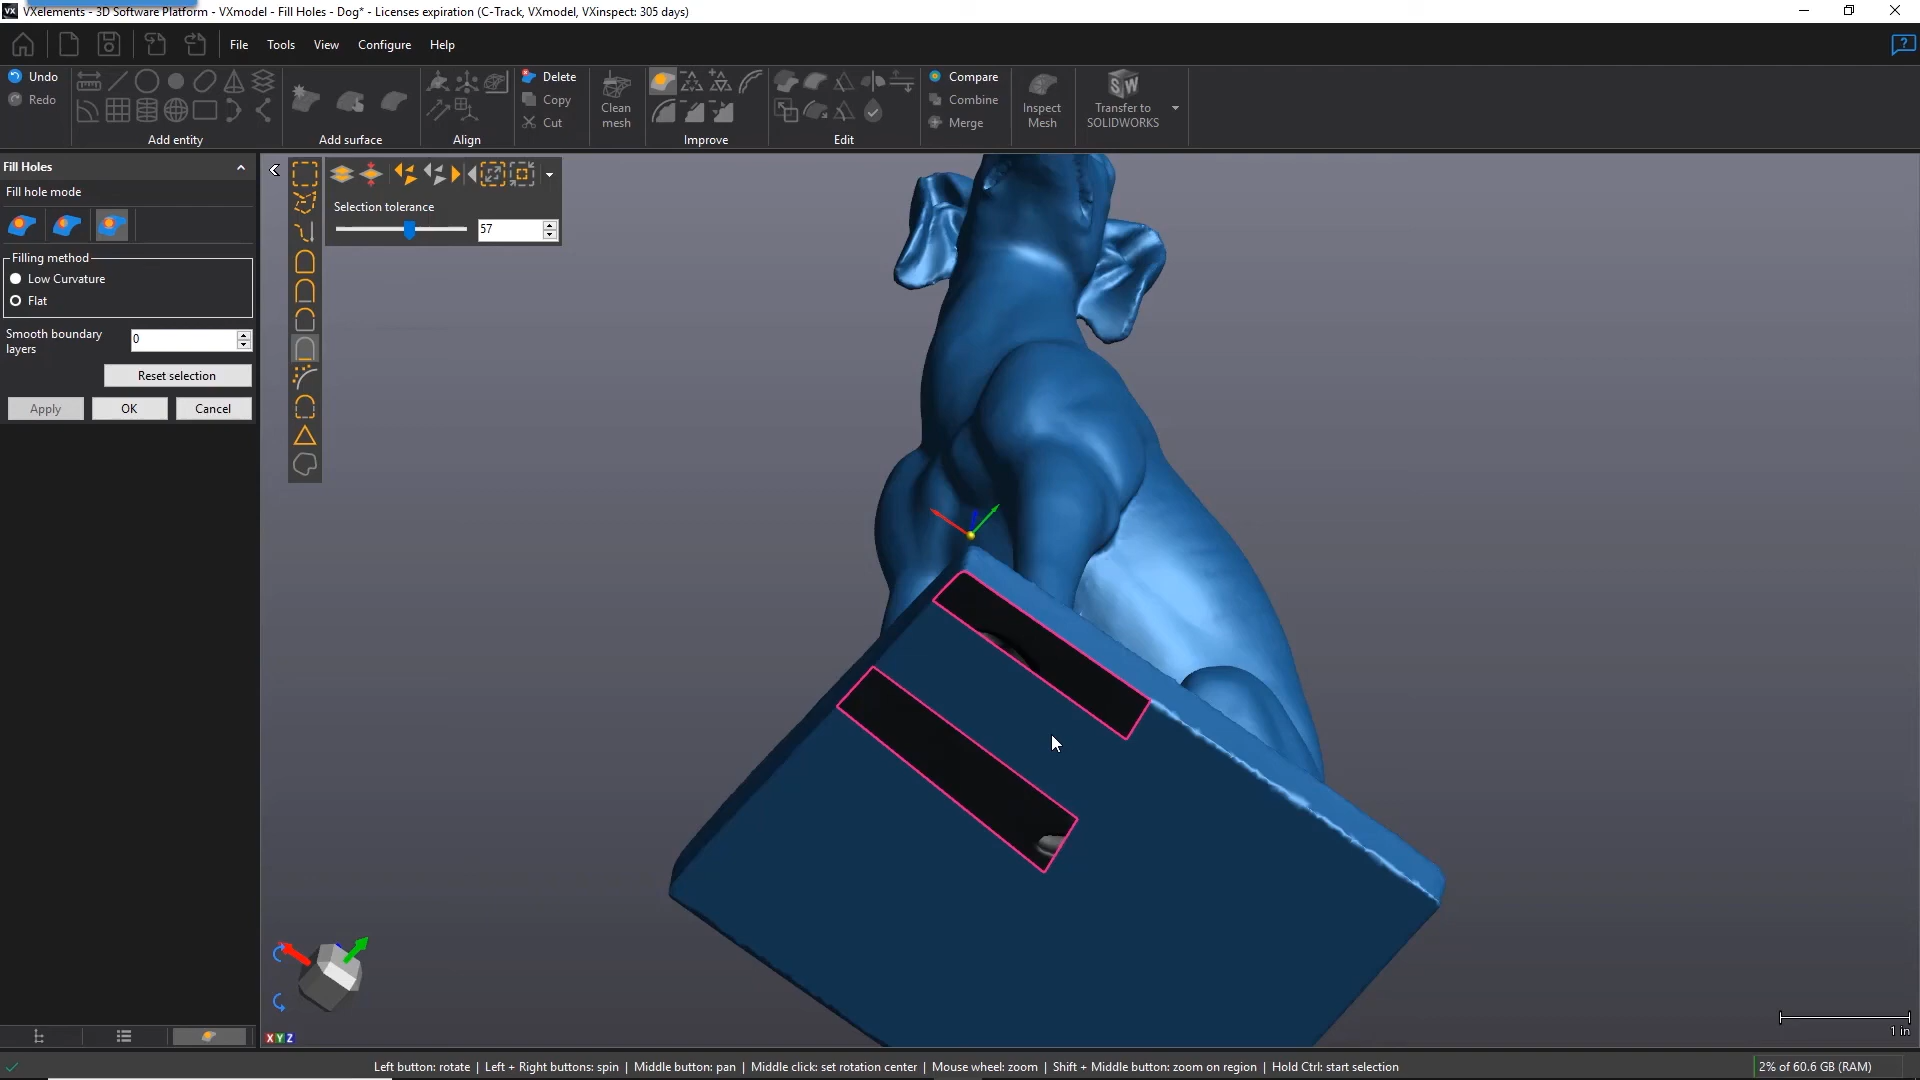 VXelements - 3D Software Platform - VXmodel - Fill Holes - Dog* - Licenses expiration (C-Track, VXmodel, VXinspect: 305 days)
File Tools View Configure Help
Undo
Redo
Add entity
Add surface
Align
Delete
Copy
Cut
Clean
mesh
Improve
Edit
Compare
Combine
Merge
Inspect
Mesh
SW
Transfer to
SOLIDWORKS
Fill Holes
Fill hole mode
Filling method
Low Curvature
Flat
Smooth boundary
layers
0
Reset selection
Apply OK Cancel
Selection tolerance
57
X Y Z
1 in
Left button: rotate | Left + Right buttons: spin | Middle button: pan | Middle click: set rotation center | Mouse wheel: zoom | Shift + Middle button: zoom on region | Hold Ctrl: start selection
2% of 60.6 GB (RAM)